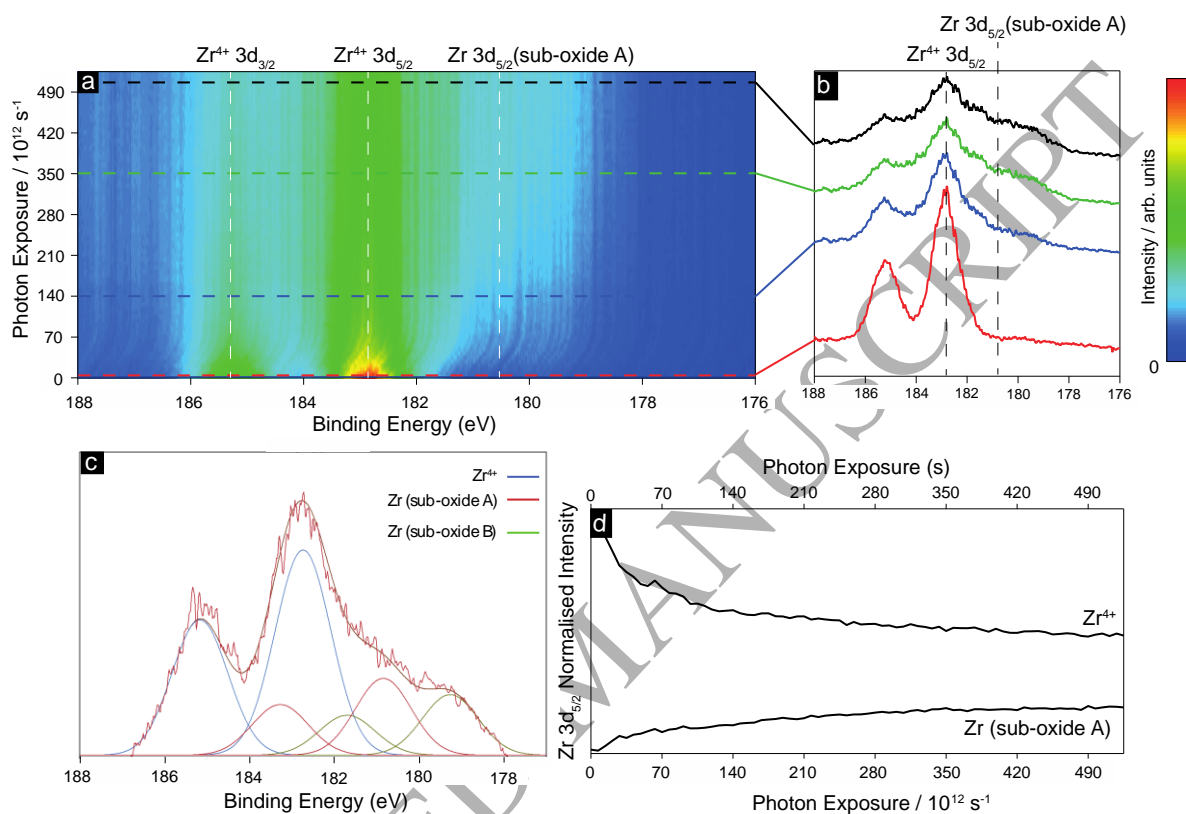 Zr 3d5/2(sub-oxide A)
Zr⁴⁺ 3d3/2
Zr⁴⁺ 3d5/2
Zr 3d5/2(sub-oxide A)
Zr⁴⁺ 3d5/2
a
490
420
350
280
210
140
70
0
Photon Exposure / 10¹² s⁻¹
188
186
184
182
180
178
176
Binding Energy (eV)
b
188
186
184
182
180
178
176
Intensity / arb. units
0
c
Zr⁴⁺
Zr (sub-oxide A)
Zr (sub-oxide B)
188
186
184
182
180
178
Binding Energy (eV)
Photon Exposure (s)
0
70
140
210
280
350
420
490
d
Zr 3d5/2 Normalised Intensity
Zr⁴⁺
Zr (sub-oxide A)
0
70
140
210
280
350
420
490
Photon Exposure / 10¹² s⁻¹
MANUSCRIPT